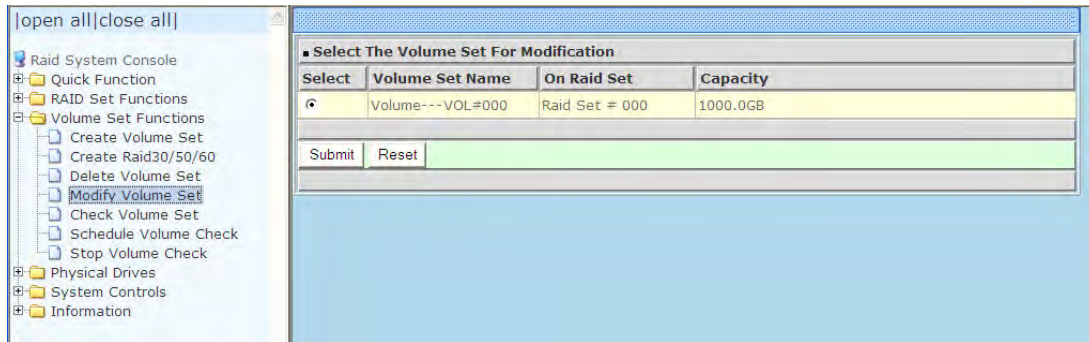 |open all|close all|
Raid System Console
Quick Function
RAID Set Functions
Volume Set Functions
Create Volume Set
Create Raid30/50/60
Delete Volume Set
Modify Volume Set
Check Volume Set
Schedule Volume Check
Stop Volume Check
Physical Drives
System Controls
Information
Select The Volume Set For Modification
Select Volume Set Name On Raid Set Capacity
Volume---VOL#000 Raid Set # 000 1000.0GB
Submit Reset